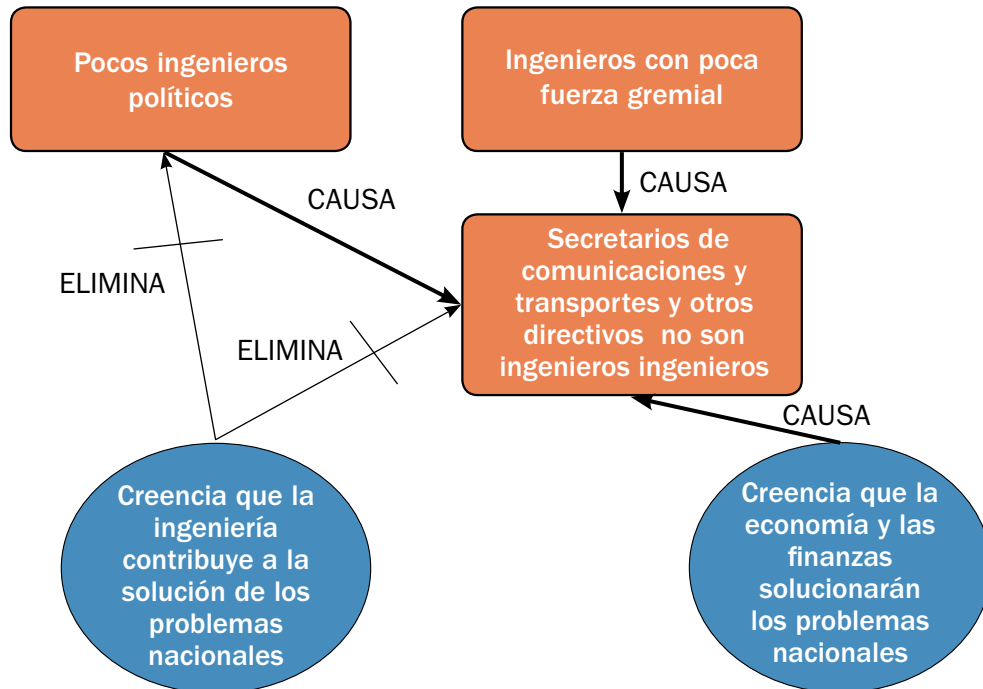 Pocos ingenieros
políticos
Ingenieros con poca
fuerza gremial
CAUSA
CAUSA
Secretarios de
comunicaciones y
transportes y otros
directivos  no son
ingenieros ingenieros
ELIMINA
ELIMINA
CAUSA
Creencia que la
ingeniería
contribuye a la
solución de los
problemas
nacionales
Creencia que la
economía y las
finanzas
solucionarán
los problemas
nacionales